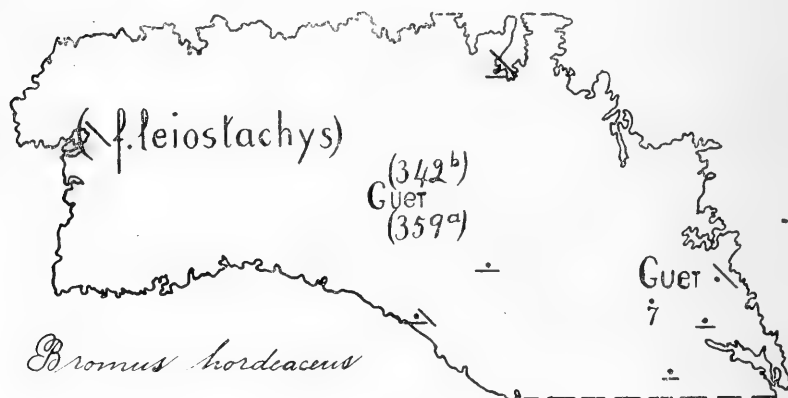 (f. leiostachys)
(342ᵇ)
GUET
(359ᵃ)
GUET
7
Bromus hordeaceus